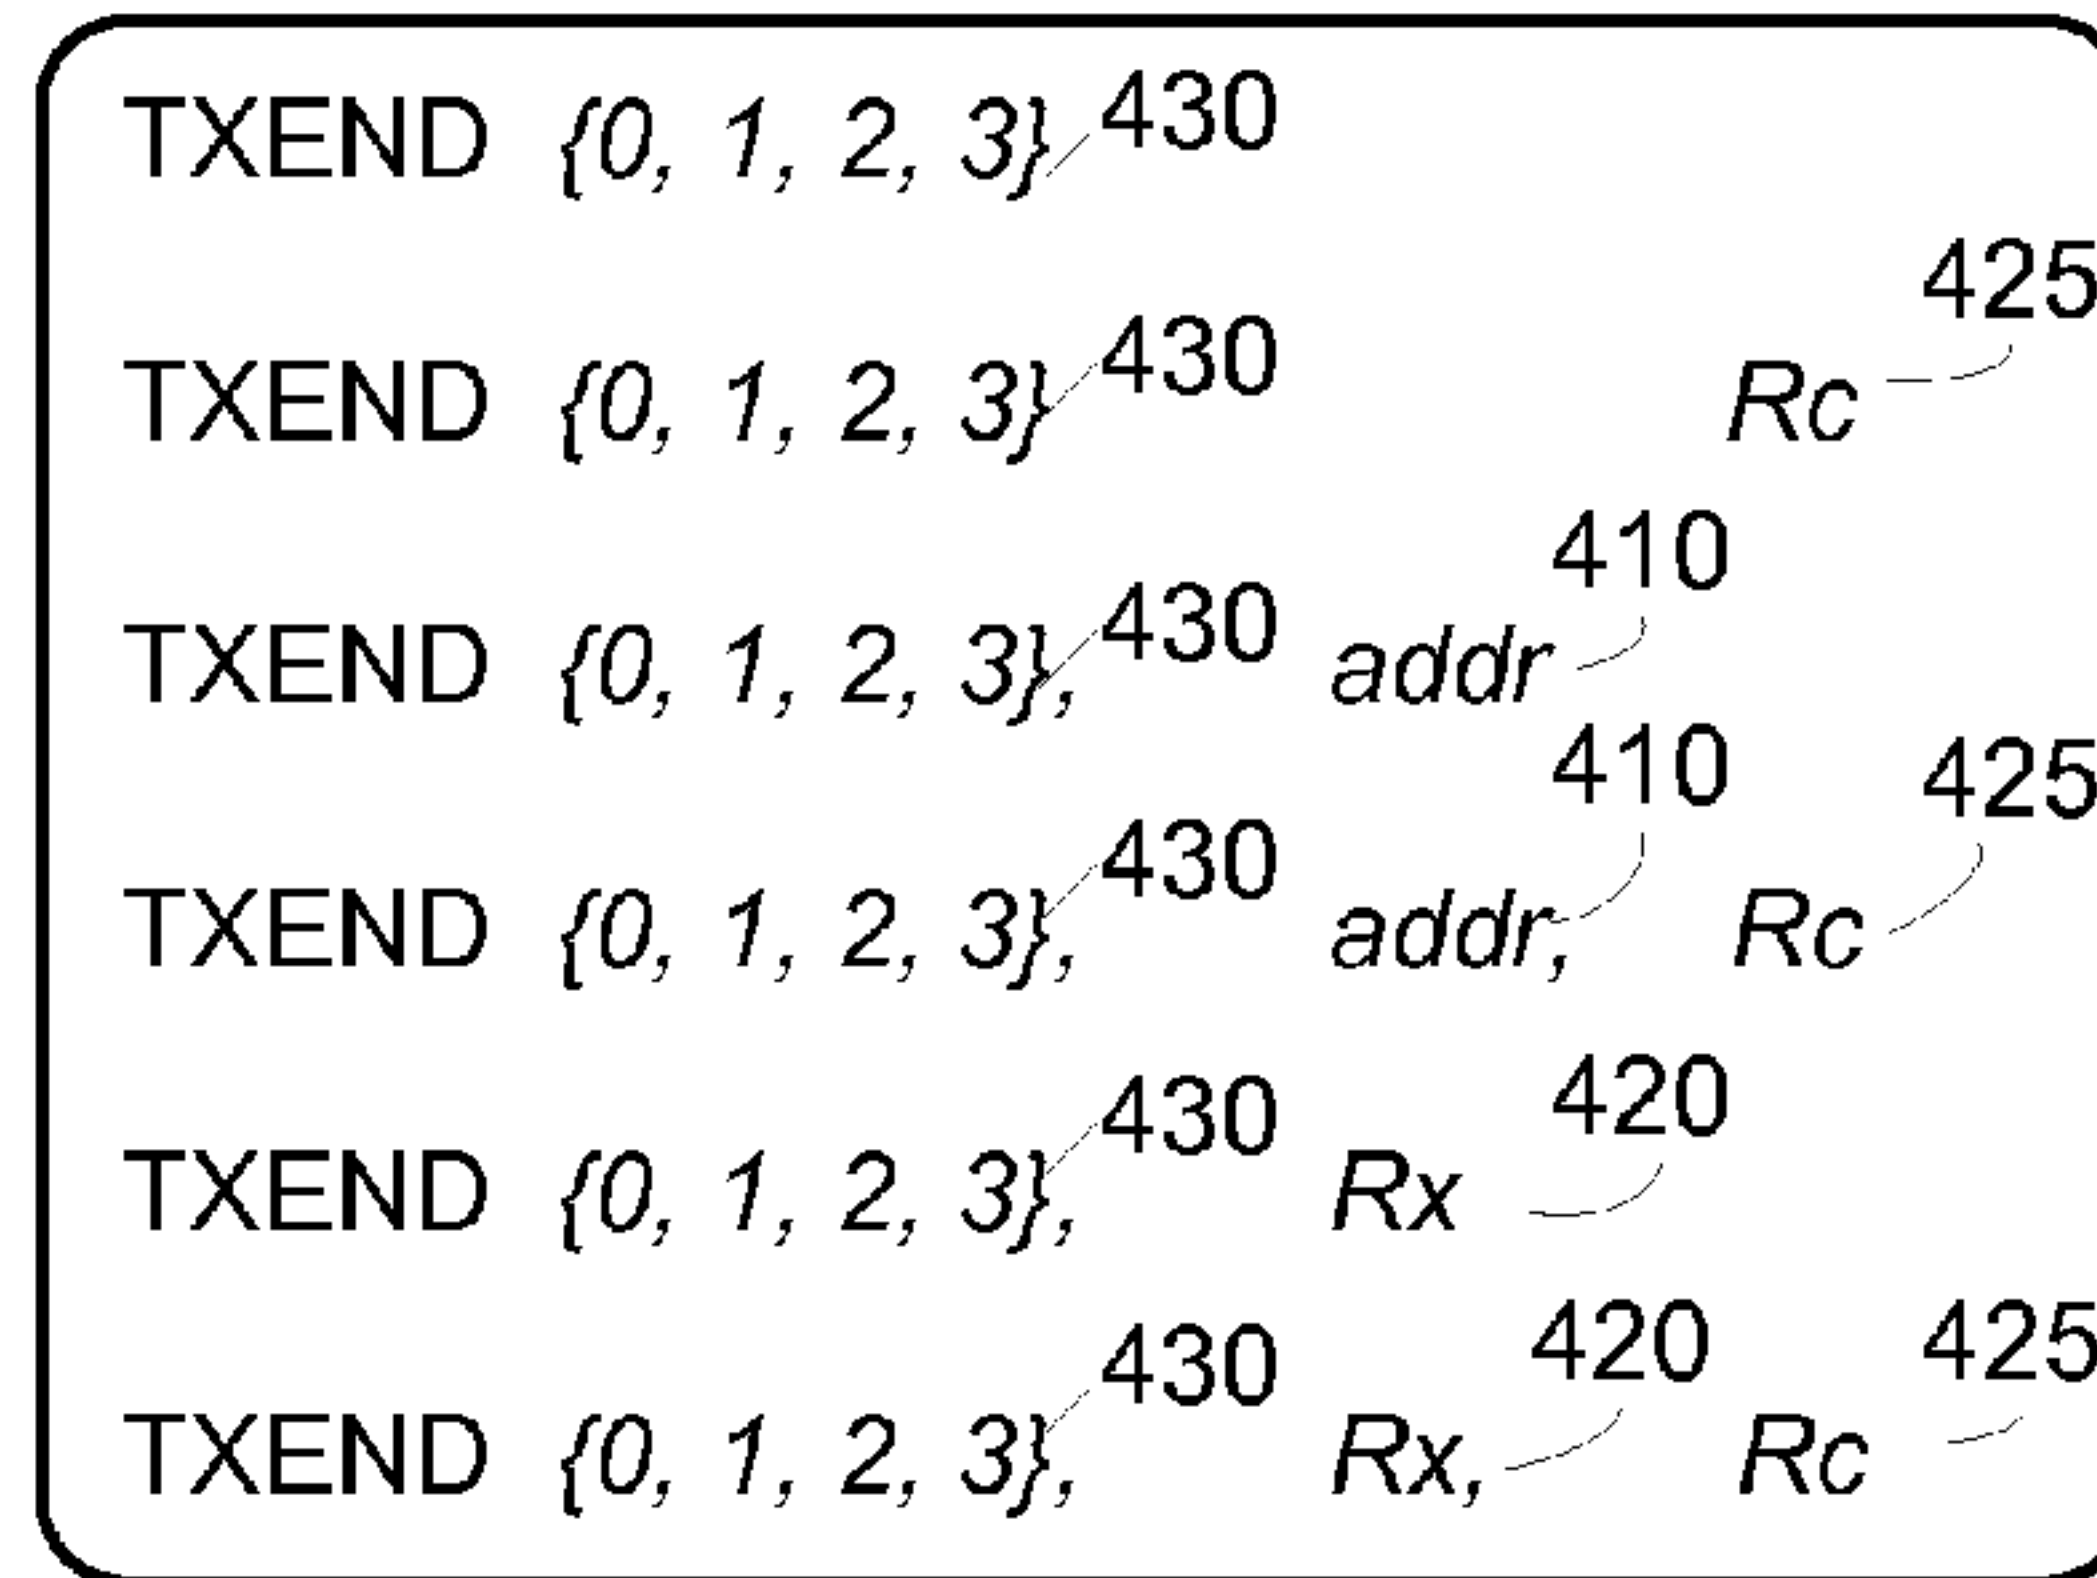 TXEND {0, 1, 2, 3} 430
425
TXEND {0, 1, 2, 3} 430 Rc
410
TXEND {0, 1, 2, 3}, 430 addr
410 425
TXEND {0, 1, 2, 3}, 430 addr, Rc
420
TXEND {0, 1, 2, 3}, 430 Rx
420 425
TXEND {0, 1, 2, 3}, 430 Rx, Rc